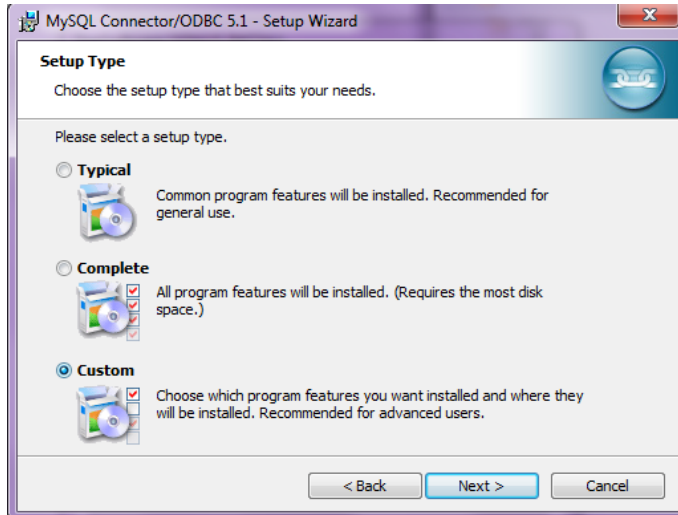 MySQL Connector/ODBC 5.1 - Setup Wizard
Setup Type
Choose the setup type that best suits your needs.
Please select a setup type.
Typical
Common program features will be installed. Recommended for
general use.
Complete
All program features will be installed. (Requires the most disk
space.)
Custom
Choose which program features you want installed and where they
will be installed. Recommended for advanced users.
< Back Next > Cancel